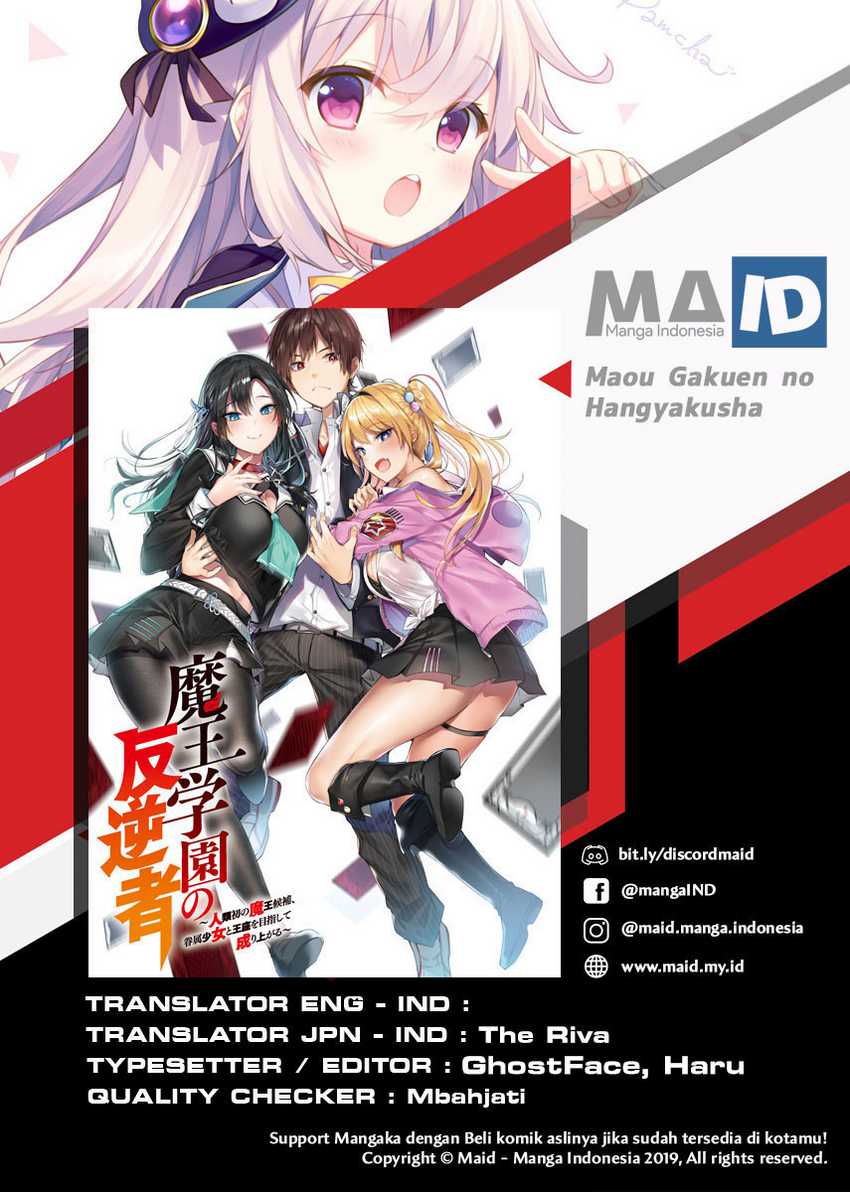 Pamcha
MA ID
Manga Indonesia
Maou Gakuen no
Hangyakusha
魔王学園の
反逆者
〜人類初の魔王候補、
眷属少女と王座を目指して
成り上がる〜
bit.ly/discordmaid
@mangaIND
@maid.manga.indonesia
www.maid.my.id
TRANSLATOR ENG - IND :
TRANSLATOR JPN - IND : The Riva
TYPESETTER / EDITOR : GhostFace, Haru
QUALITY CHECKER : Mbahjati
Support Mangaka dengan Beli komik aslinya jika sudah tersedia di kotamu!
Copyright © Maid - Manga Indonesia 2019, All rights reserved.